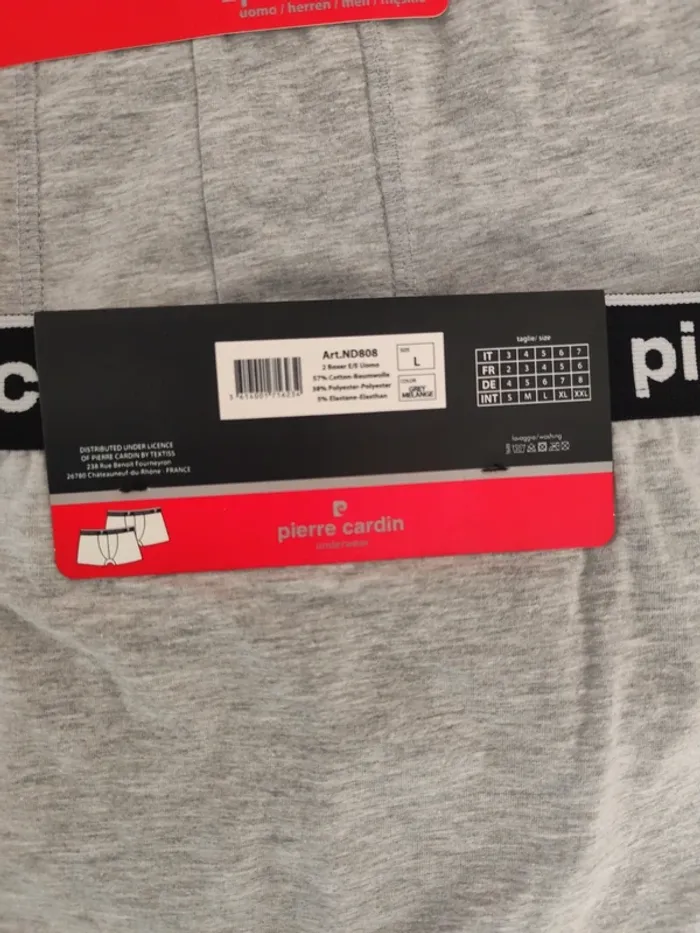 uomo / herren / men /
c
pi
Art.ND808
2 Boxer E/E Uomo
57% Cotton-Baumwolle
38% Polyester-Polyester
5% Elastane-Elasthan
SIZE
L
COLOR
GREY
MELANGE
taglie/ size
IT 3 4 5 6 7
FR 2 3 4 5 6
DE 4 5 6 7 8
INT S M L XL XXL
lavaggio/washing
DISTRIBUTED UNDER LICENCE
OF PIERRE CARDIN BY TEXTISS
238 Rue Benoit Fourneyron
26780 Châteauneuf-du-Rhône - FRANCE
pierre cardin
underwear